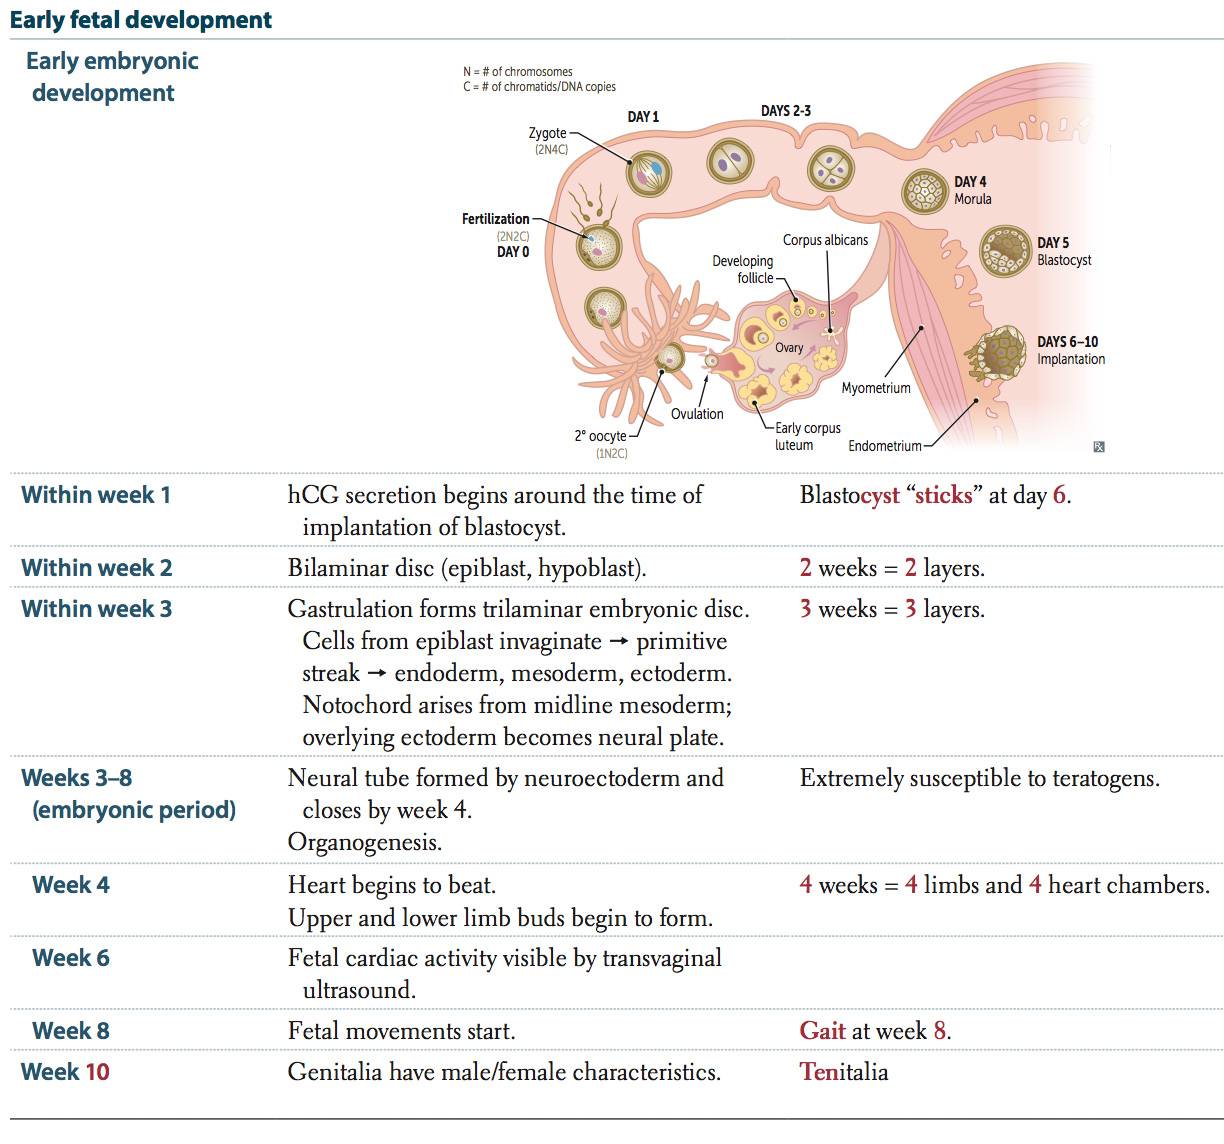 Early fetal development
Early embryonic
development
N = # of chromosomes
C = # of chromatids/DNA copies
DAY 1
DAYS 2-3
Zygote
(2N4C)
DAY 4
Morula
Fertilization
(2N2C)
DAY 0
Corpus albicans
DAY 5
Blastocyst
Developing
follicle
Ovary
DAYS 6–10
Implantation
Myometrium
Ovulation
2° oocyte
(1N2C)
Early corpus
luteum
Endometrium
Rx
Within week 1
hCG secretion begins around the time of
implantation of blastocyst.
Blastocyst “sticks” at day 6.
Within week 2
Bilaminar disc (epiblast, hypoblast).
2 weeks = 2 layers.
Within week 3
Gastrulation forms trilaminar embryonic disc.
Cells from epiblast invaginate → primitive
streak → endoderm, mesoderm, ectoderm.
Notochord arises from midline mesoderm;
overlying ectoderm becomes neural plate.
3 weeks = 3 layers.
Weeks 3–8
(embryonic period)
Neural tube formed by neuroectoderm and
closes by week 4.
Organogenesis.
Extremely susceptible to teratogens.
Week 4
Heart begins to beat.
Upper and lower limb buds begin to form.
4 weeks = 4 limbs and 4 heart chambers.
Week 6
Fetal cardiac activity visible by transvaginal
ultrasound.
Week 8
Fetal movements start.
Gait at week 8.
Week 10
Genitalia have male/female characteristics.
Tenitalia